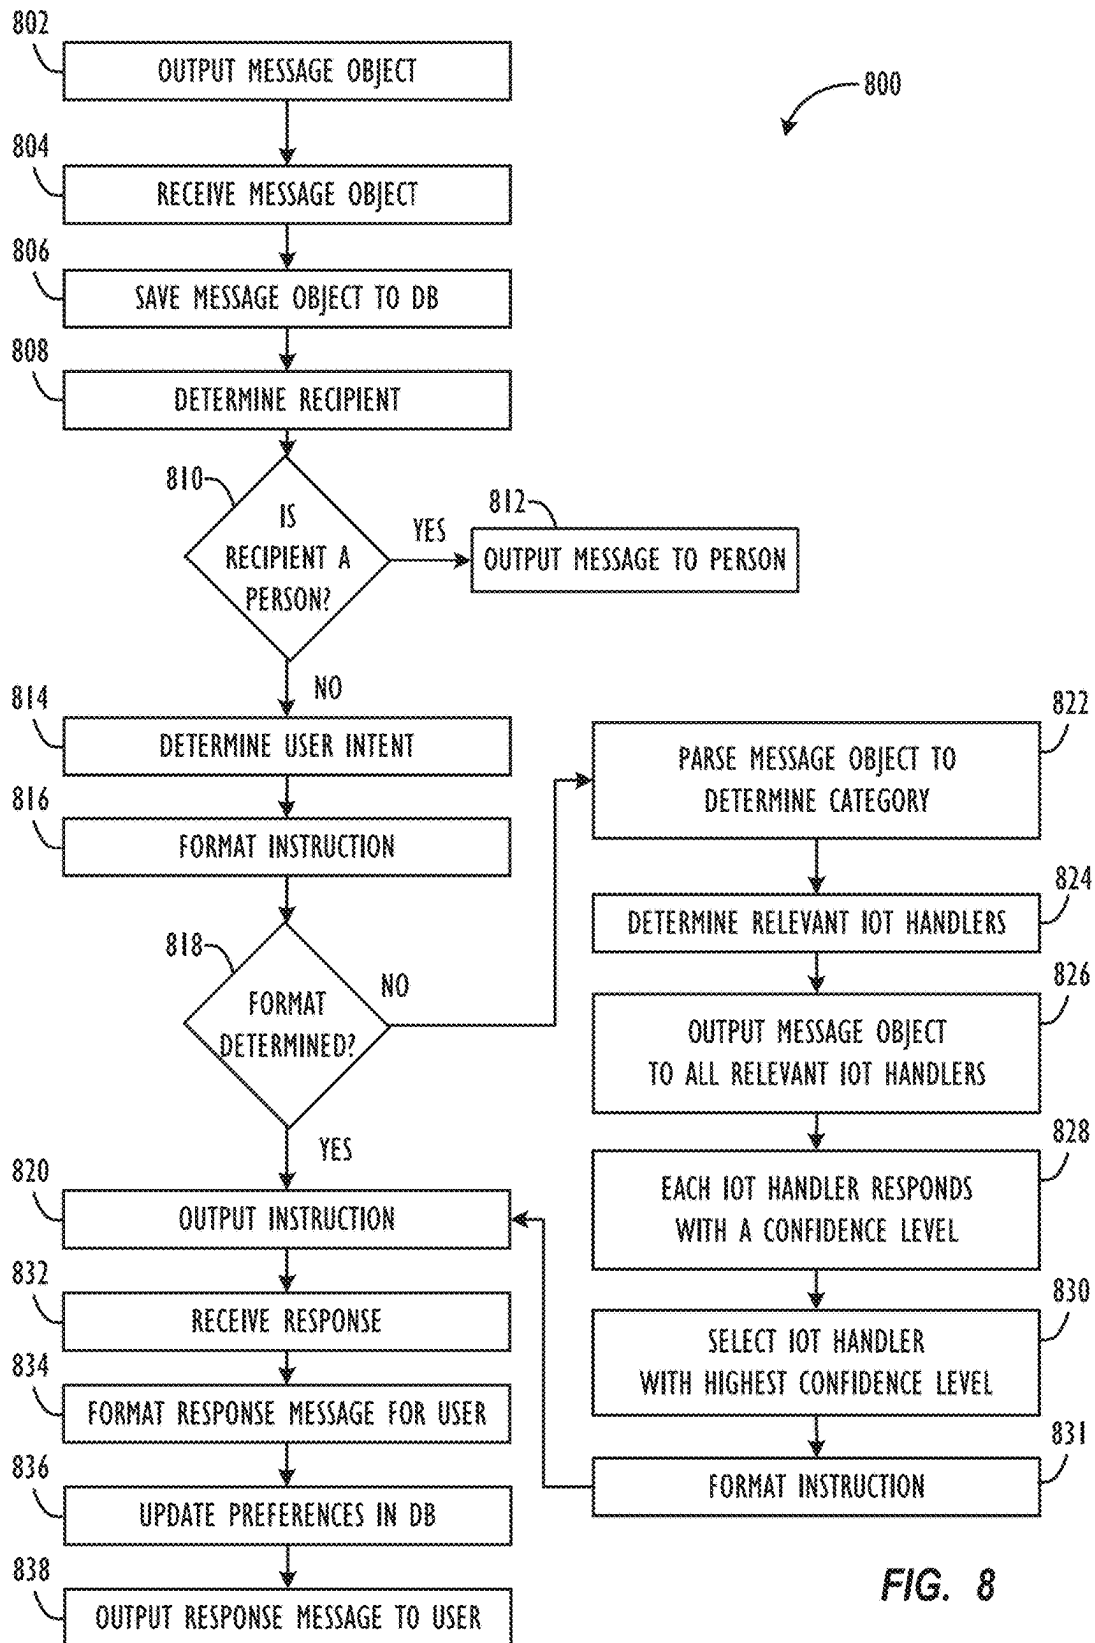 802
OUTPUT MESSAGE OBJECT
800
804
RECEIVE MESSAGE OBJECT
806
SAVE MESSAGE OBJECT TO DB
808
DETERMINE RECIPIENT
810
IS
RECIPIENT A
PERSON?
YES
812
OUTPUT MESSAGE TO PERSON
NO
814
DETERMINE USER INTENT
816
FORMAT INSTRUCTION
818
FORMAT
DETERMINED?
NO
YES
822
PARSE MESSAGE OBJECT TO
DETERMINE CATEGORY
824
DETERMINE RELEVANT IOT HANDLERS
826
OUTPUT MESSAGE OBJECT
TO ALL RELEVANT IOT HANDLERS
828
EACH IOT HANDLER RESPONDS
WITH A CONFIDENCE LEVEL
830
SELECT IOT HANDLER
WITH HIGHEST CONFIDENCE LEVEL
831
FORMAT INSTRUCTION
820
OUTPUT INSTRUCTION
832
RECEIVE RESPONSE
834
FORMAT RESPONSE MESSAGE FOR USER
836
UPDATE PREFERENCES IN DB
838
OUTPUT RESPONSE MESSAGE TO USER
FIG. 8